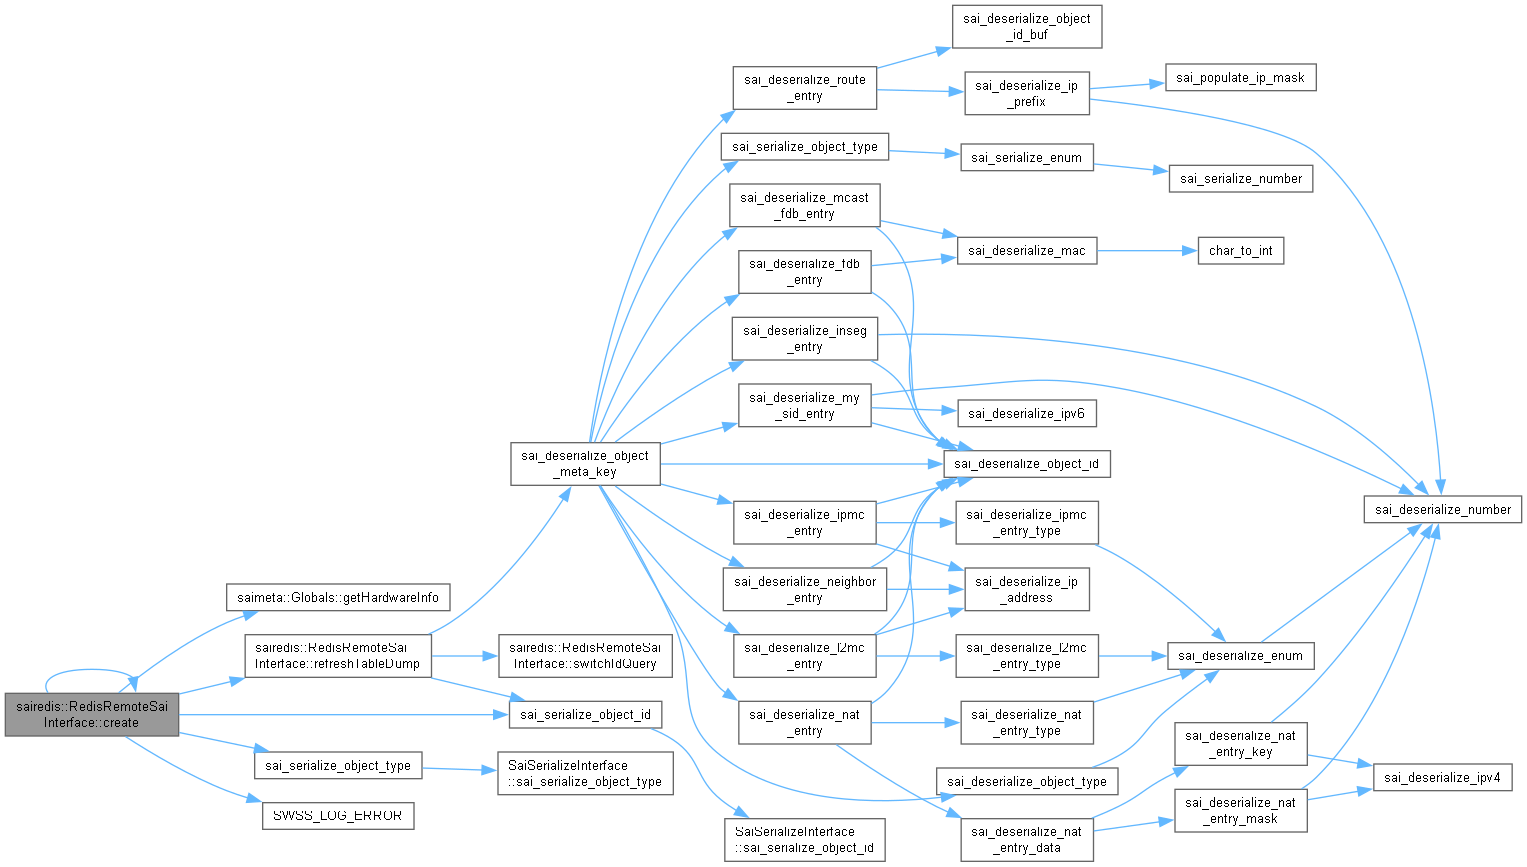 sai_deserialize_object
_id_buf
sai_deserialize_route
_entry
sai_deserialize_ip
_prefix
sai_populate_ip_mask
sai_serialize_object_type
sai_serialize_enum
sai_serialize_number
sai_deserialize_mcast
_fdb_entry
sai_deserialize_mac
char_to_int
sai_deserialize_fdb
_entry
sai_deserialize_inseg
_entry
sai_deserialize_my
_sid_entry
sai_deserialize_ipv6
sai_deserialize_object
_meta_key
sai_deserialize_object_id
sai_deserialize_number
sai_deserialize_ipmc
_entry
sai_deserialize_ipmc
_entry_type
sai_deserialize_neighbor
_entry
sai_deserialize_ip
_address
saimeta::Globals::getHardwareInfo
sairedis::RedisRemoteSai
Interface::refreshTableDump
sairedis::RedisRemoteSai
Interface::switchIdQuery
sai_deserialize_l2mc
_entry
sai_deserialize_l2mc
_entry_type
sai_deserialize_enum
sairedis::RedisRemoteSai
Interface::create
sai_serialize_object_id
sai_deserialize_nat
_entry
sai_deserialize_nat
_entry_type
sai_deserialize_nat
_entry_key
sai_serialize_object_type
SaiSerializeInterface
::sai_serialize_object_type
sai_deserialize_object_type
sai_deserialize_ipv4
SWSS_LOG_ERROR
SaiSerializeInterface
::sai_serialize_object_id
sai_deserialize_nat
_entry_data
sai_deserialize_nat
_entry_mask